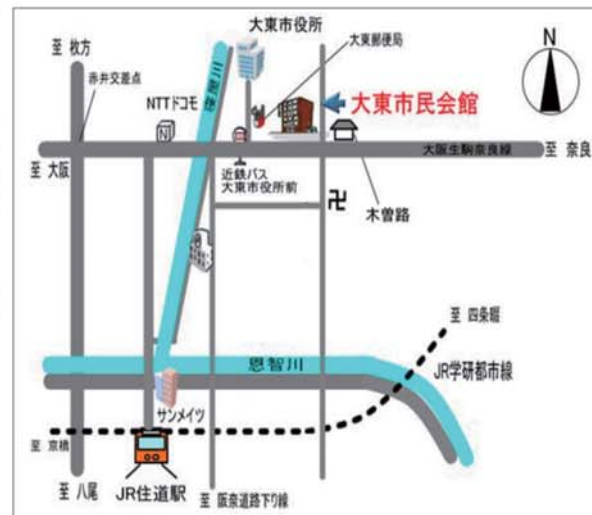 大東市役所
至 枚方
大東郵便局
N
赤井交差点
NTTドコモ
大東市民会館
N
大阪生駒奈良線
至 奈良
至 大阪
近鉄バス
大東市役所前
卍
木曽路
至 四条畷
恩智川
JR学研都市線
サンメイツ
至 京橋
JR住道駅
至 八尾
至 阪奈道路下り線